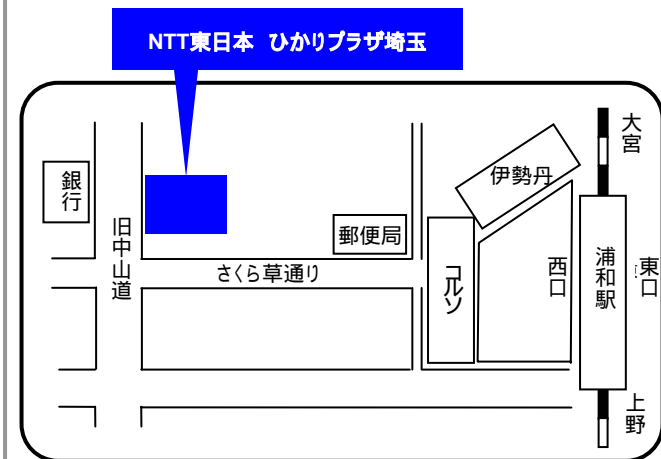 NTT東日本 ひかりプラザ埼玉
大宮
伊勢丹
銀行
郵便局
旧中山道
さくら草通り
コルソ
西口
浦和駅
東口
上野